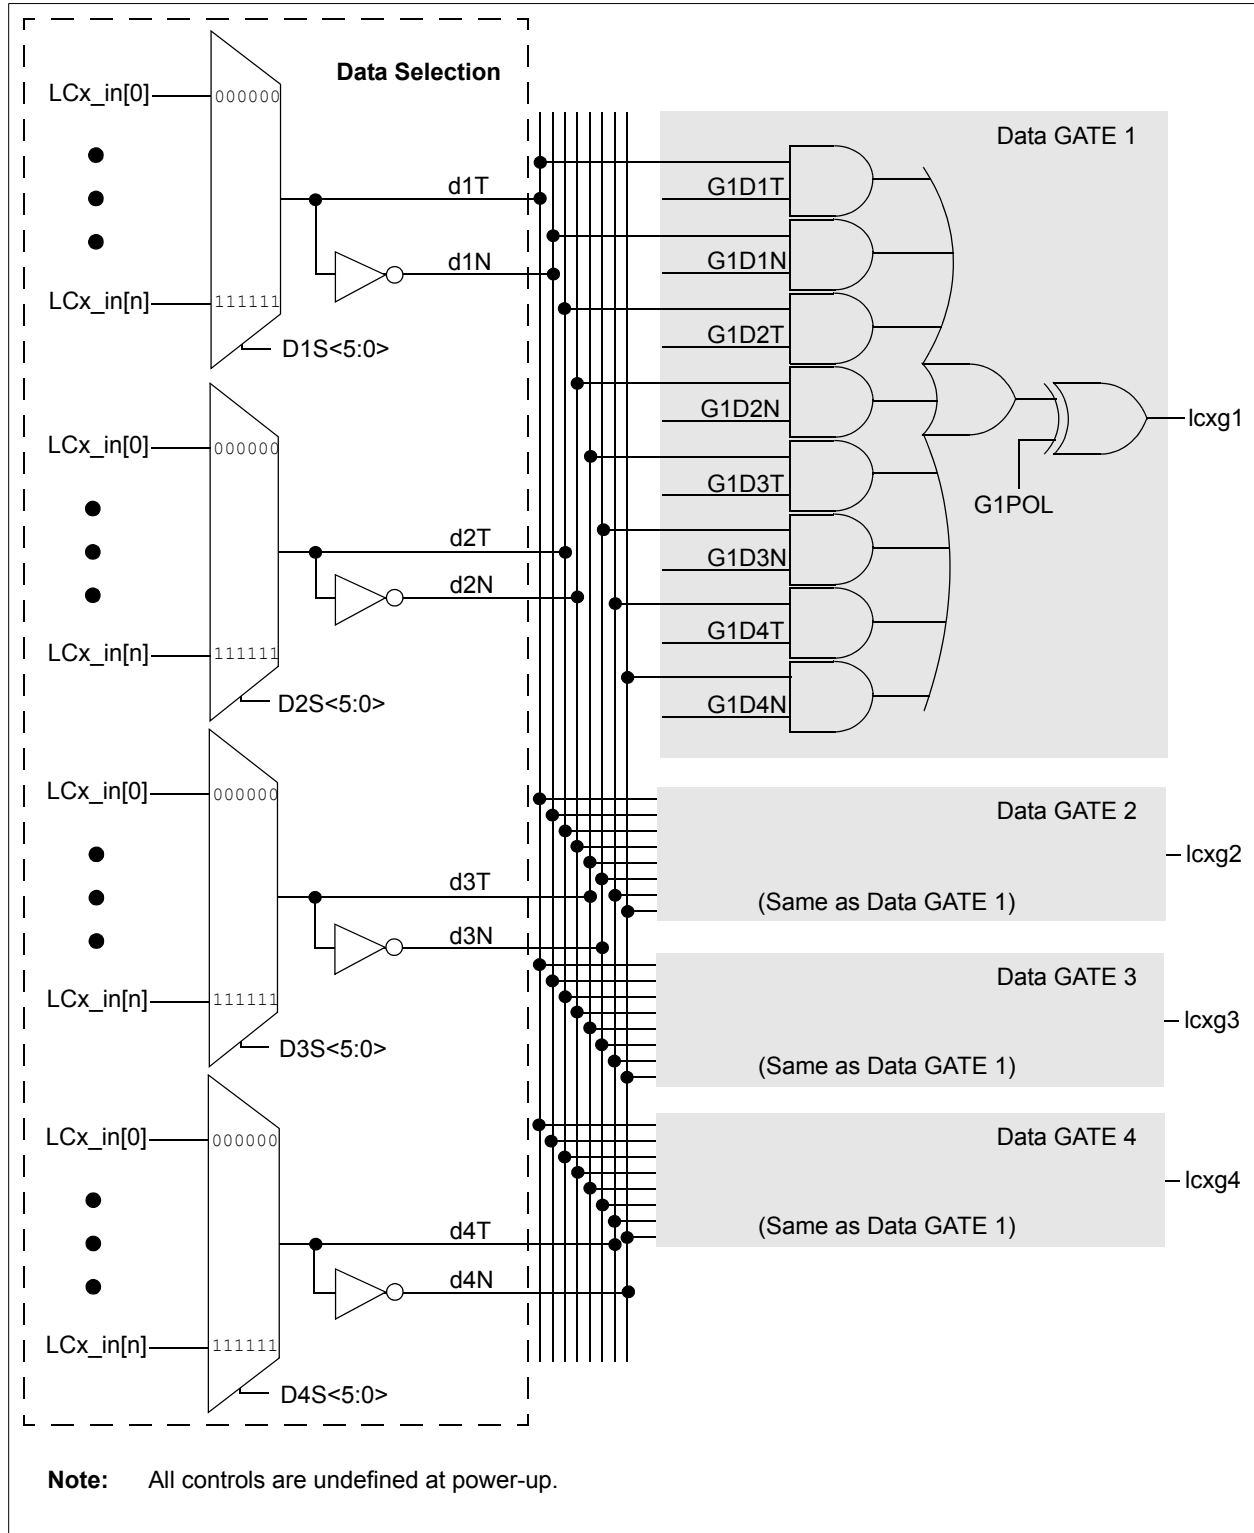 Data Selection
LCx_in[0]
000000
d1T
d1N
LCx_in[n]
111111
D1S<5:0>
LCx_in[0]
000000
d2T
d2N
LCx_in[n]
111111
D2S<5:0>
LCx_in[0]
000000
d3T
d3N
LCx_in[n]
111111
D3S<5:0>
LCx_in[0]
000000
d4T
d4N
LCx_in[n]
111111
D4S<5:0>
Data GATE 1
G1D1T
G1D1N
G1D2T
G1D2N
G1D3T
G1D3N
G1D4T
G1D4N
G1POL
lcxg1
Data GATE 2
(Same as Data GATE 1)
lcxg2
Data GATE 3
(Same as Data GATE 1)
lcxg3
Data GATE 4
(Same as Data GATE 1)
lcxg4
Note: All controls are undefined at power-up.